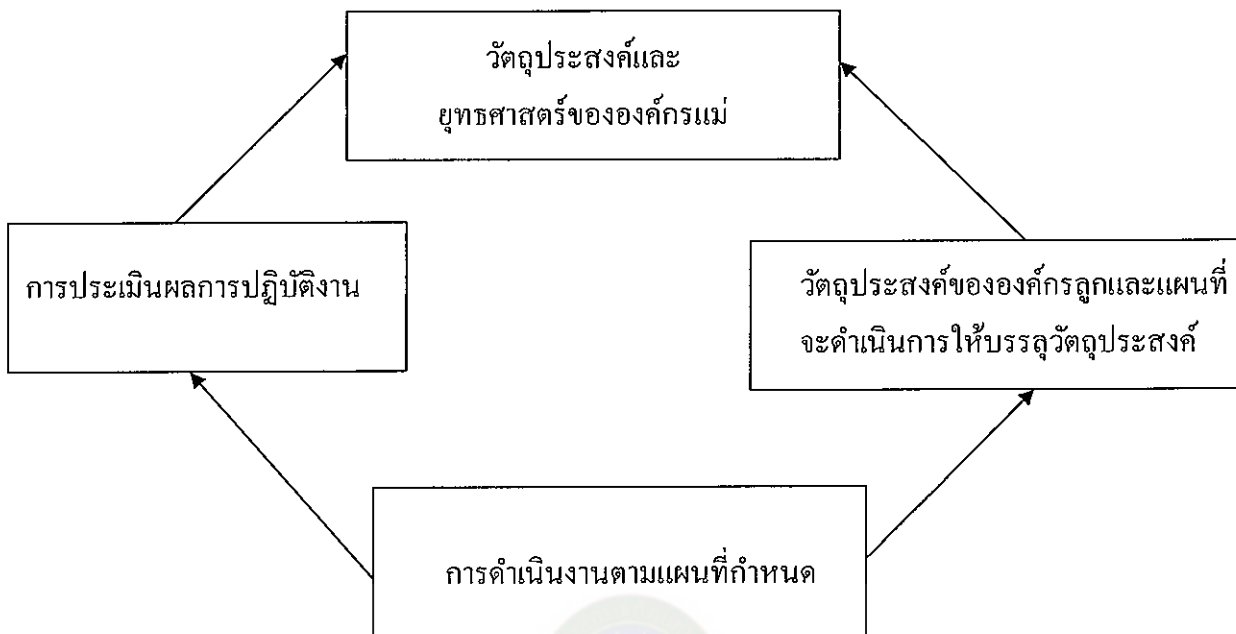 วัตถุประสงค์และ
ยุทธศาสตร์ขององค์กรแม่
การประเมินผลการปฏิบัติงาน
วัตถุประสงค์ขององค์กรลูกและแผนที่
จะดำเนินการให้บรรลุวัตถุประสงค์
การดำเนินงานตามแผนที่กำหนด